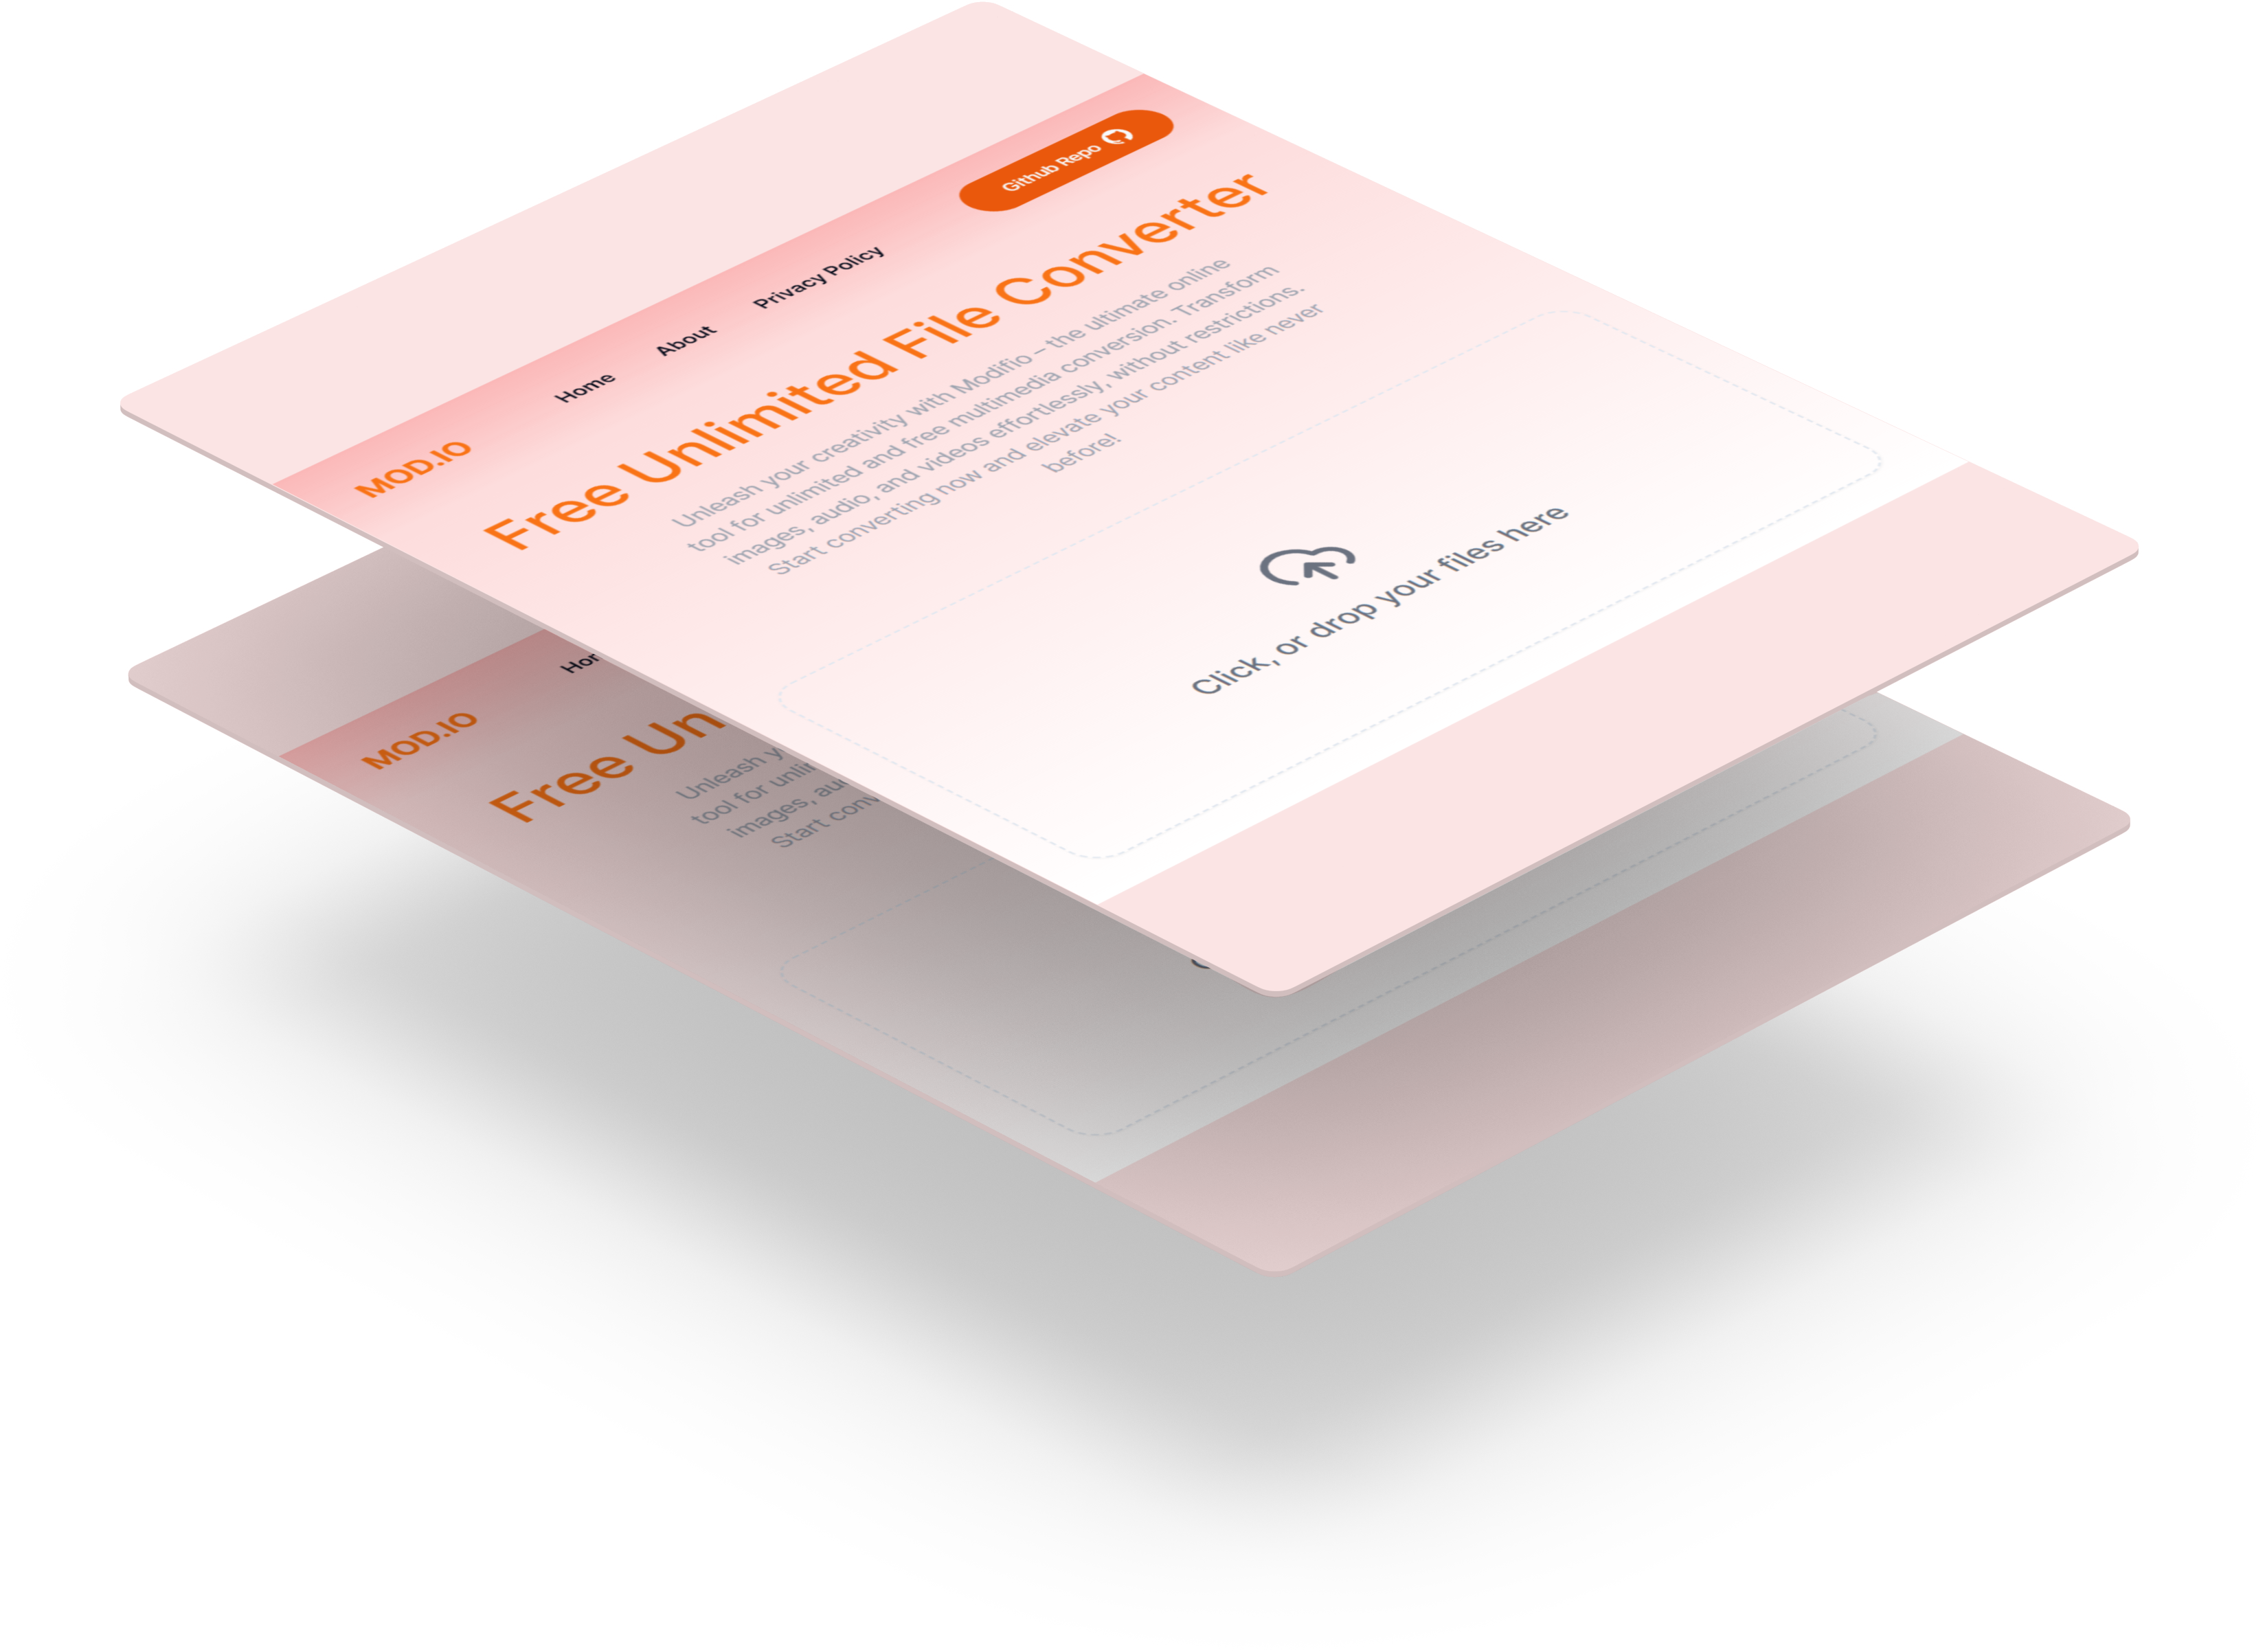 MOD.IO
Home
About
Privacy Policy
Github Repo
Free Unlimited File Converter
Unleash your creativity with Modifio – the ultimate online
tool for unlimited and free multimedia conversion. Transform
images, audio, and videos effortlessly, without restrictions.
Start converting now and elevate your content like never
before!
Click, or drop your files here
MOD.IO
Hor
Free Un
Unleash y
tool for unlin
images, aud
Start conv